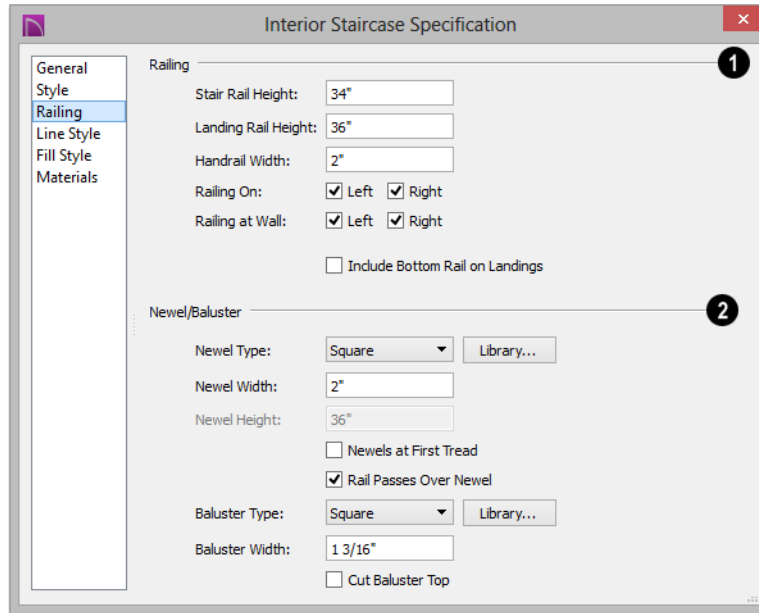 Interior Staircase Specification
General
Style
Railing
Line Style
Fill Style
Materials
Railing 1
Stair Rail Height: 34"
Landing Rail Height: 36"
Handrail Width: 2"
Railing On: Left Right
Railing at Wall: Left Right
Include Bottom Rail on Landings
Newel/Baluster 2
Newel Type: Square Library...
Newel Width: 2"
Newel Height: 36"
Newels at First Tread
Rail Passes Over Newel
Baluster Type: Square Library...
Baluster Width: 1 3/16"
Cut Baluster Top